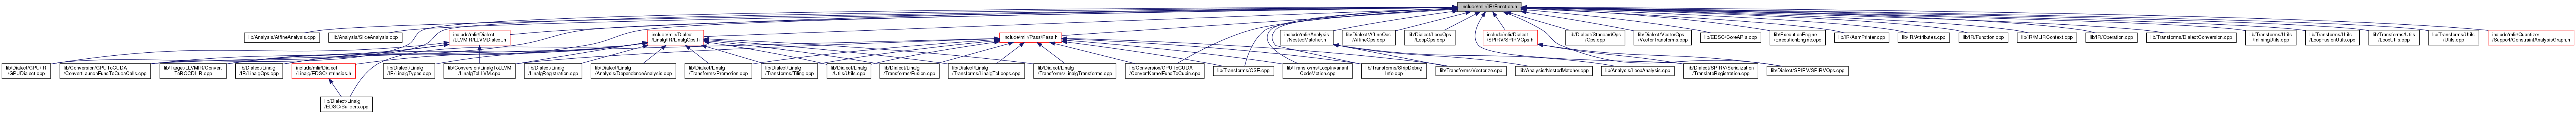 include/mlir/IR/Function.h
lib/Analysis/AffineAnalysis.cpp
lib/Analysis/SliceAnalysis.cpp
include/mlir/Dialect
/LLVMIR/LLVMDialect.h
include/mlir/Dialect
/Linalg/IR/LinalgOps.h
include/mlir/Pass/Pass.h
include/mlir/Analysis
/NestedMatcher.h
lib/Dialect/AffineOps
/AffineOps.cpp
lib/Dialect/LoopOps
/LoopOps.cpp
include/mlir/Dialect
/SPIRV/SPIRVOps.h
lib/Dialect/StandardOps
/Ops.cpp
lib/Dialect/VectorOps
/VectorTransforms.cpp
lib/EDSC/CoreAPIs.cpp
lib/ExecutionEngine
/ExecutionEngine.cpp
lib/IR/AsmPrinter.cpp
lib/IR/Attributes.cpp
lib/IR/Function.cpp
lib/IR/MLIRContext.cpp
lib/IR/Operation.cpp
lib/Transforms/DialectConversion.cpp
lib/Transforms/Utils
/InliningUtils.cpp
lib/Transforms/Utils
/LoopFusionUtils.cpp
lib/Transforms/Utils
/LoopUtils.cpp
lib/Transforms/Utils
/Utils.cpp
include/mlir/Quantizer
/Support/ConstraintAnalysisGraph.h
lib/Dialect/GPU/IR
/GPUDialect.cpp
lib/Conversion/GPUToCUDA
/ConvertLaunchFuncToCudaCalls.cpp
lib/Target/LLVMIR/Convert
ToROCDLIR.cpp
lib/Dialect/Linalg
/IR/LinalgOps.cpp
include/mlir/Dialect
/Linalg/EDSC/Intrinsics.h
lib/Dialect/Linalg
/IR/LinalgTypes.cpp
lib/Conversion/LinalgToLLVM
/LinalgToLLVM.cpp
lib/Dialect/Linalg
/LinalgRegistration.cpp
lib/Dialect/Linalg
/Analysis/DependenceAnalysis.cpp
lib/Dialect/Linalg
/Transforms/Promotion.cpp
lib/Dialect/Linalg
/Transforms/Tiling.cpp
lib/Dialect/Linalg
/Utils/Utils.cpp
lib/Dialect/Linalg
/Transforms/Fusion.cpp
lib/Dialect/Linalg
/Transforms/LinalgToLoops.cpp
lib/Dialect/Linalg
/Transforms/LinalgTransforms.cpp
lib/Conversion/GPUToCUDA
/ConvertKernelFuncToCubin.cpp
lib/Transforms/CSE.cpp
lib/Transforms/LoopInvariant
CodeMotion.cpp
lib/Transforms/StripDebug
Info.cpp
lib/Transforms/Vectorize.cpp
lib/Analysis/NestedMatcher.cpp
lib/Analysis/LoopAnalysis.cpp
lib/Dialect/SPIRV/Serialization
/TranslateRegistration.cpp
lib/Dialect/SPIRV/SPIRVOps.cpp
lib/Dialect/Linalg
/EDSC/Builders.cpp